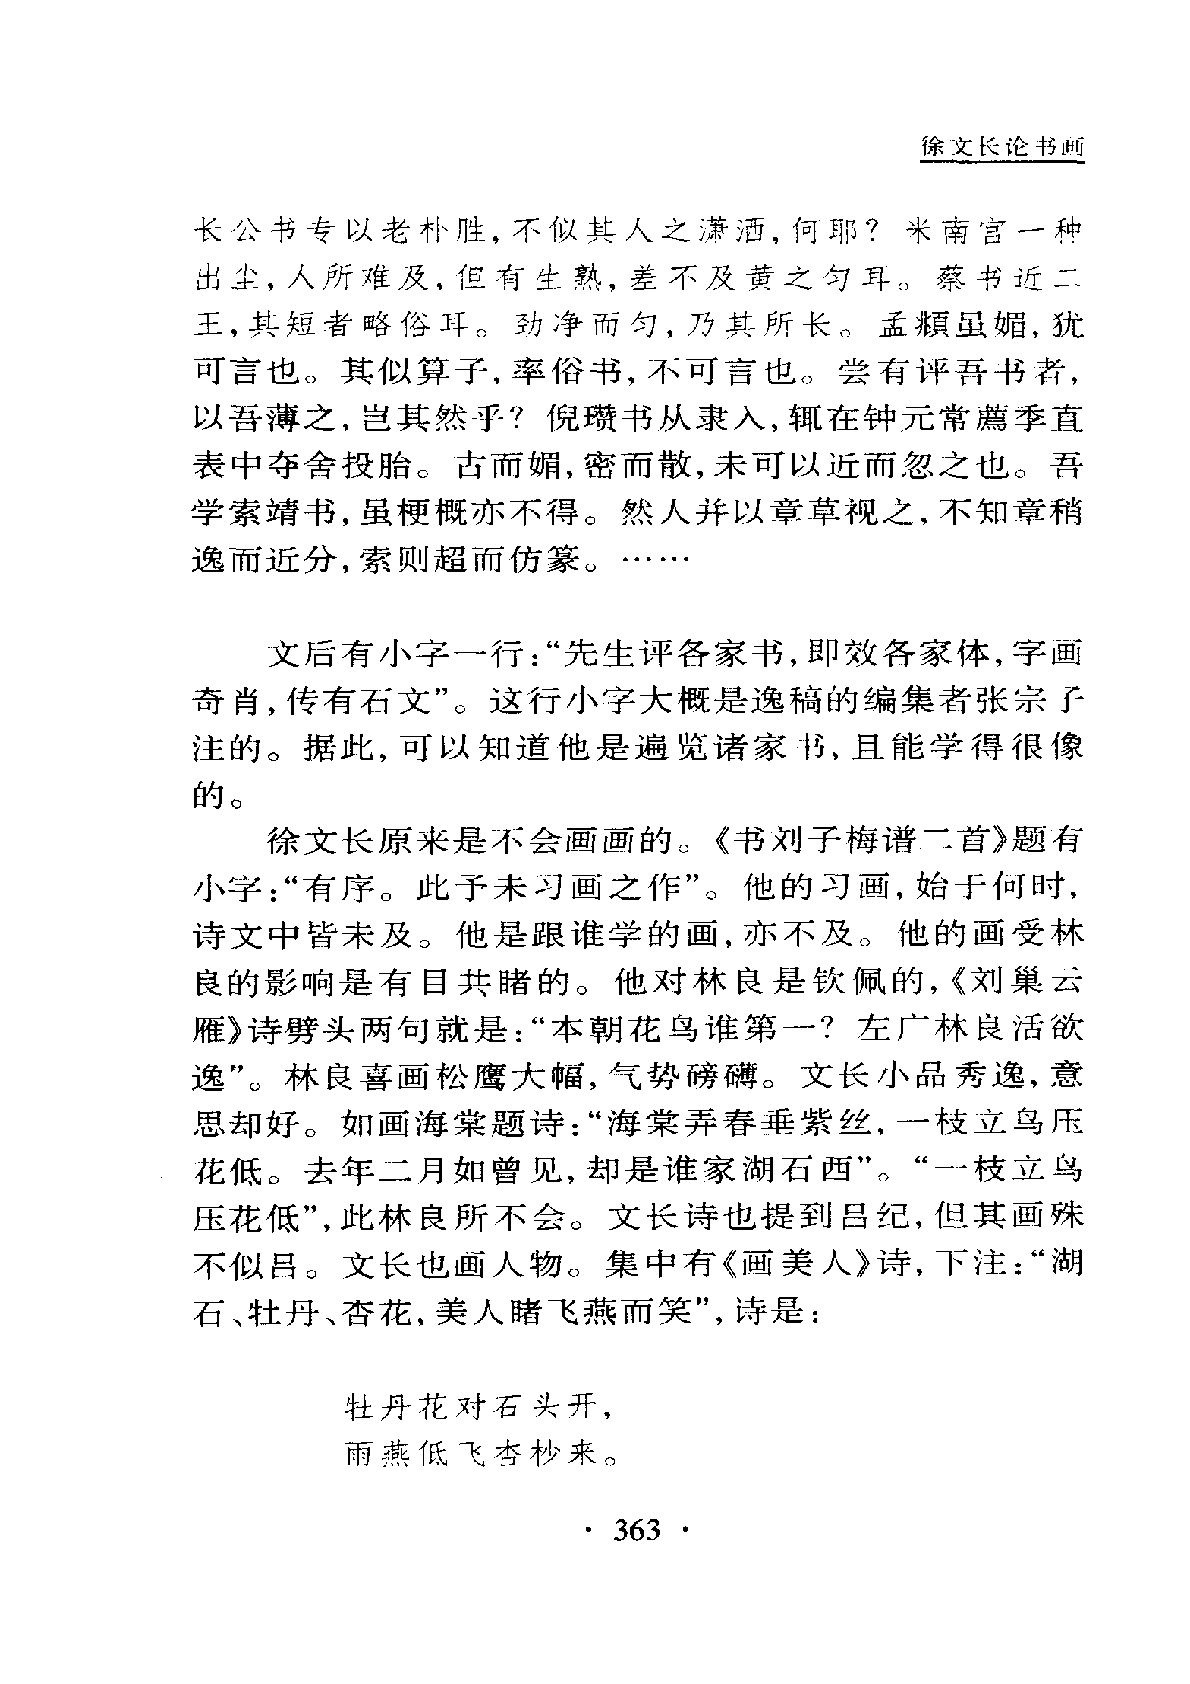 徐文长论书画
长公书专以老朴胜，不似其人之潇洒，何耶？米南宫一种
出尘，人所难及，但有生熟，差不及黄之匀耳。蔡书近二
王，其短者略俗耳。劲净而匀，乃其所长。孟頫虽媚，犹
可言也。其似算子，率俗书，不可言也。尝有评吾书者，
以吾薄之，岂其然乎？倪瓒书从隶入，辄在钟元常薦季直
表中夺舍投胎。古而媚，密而散，未可以近而忽之也。吾
学索靖书，虽梗概亦不得。然人并以章草视之，不知章稍
逸而近分，索则超而仿篆。……
文后有小字一行：“先生评各家书，即效各家体，字画
奇肖，传有石文”。这行小字大概是逸稿的编集者张宗子
注的。据此，可以知道他是遍览诸家书，且能学得很像
的。
徐文长原来是不会画画的。《书刘子梅谱二首》题有
小字：“有序。此予未习画之作”。他的习画，始于何时，
诗文中皆未及。他是跟谁学的画，亦不及。他的画受林
良的影响是有目共睹的。他对林良是钦佩的，《刘巢云
雁》诗劈头两句就是：“本朝花鸟谁第一？左广林良活欲
逸”。林良喜画松鹰大幅，气势磅礴。文长小品秀逸，意
思却好。如画海棠题诗：“海棠弄春垂紫丝，一枝立鸟压
花低。去年二月如曾见，却是谁家湖石西”。“一枝立鸟
压花低”，此林良所不会。文长诗也提到吕纪，但其画殊
不似吕。文长也画人物。集中有《画美人》诗，下注：“湖
石、牡丹、杏花，美人睹飞燕而笑”，诗是：
牡丹花对石头开，
雨燕低飞杏杪来。
· 363 ·